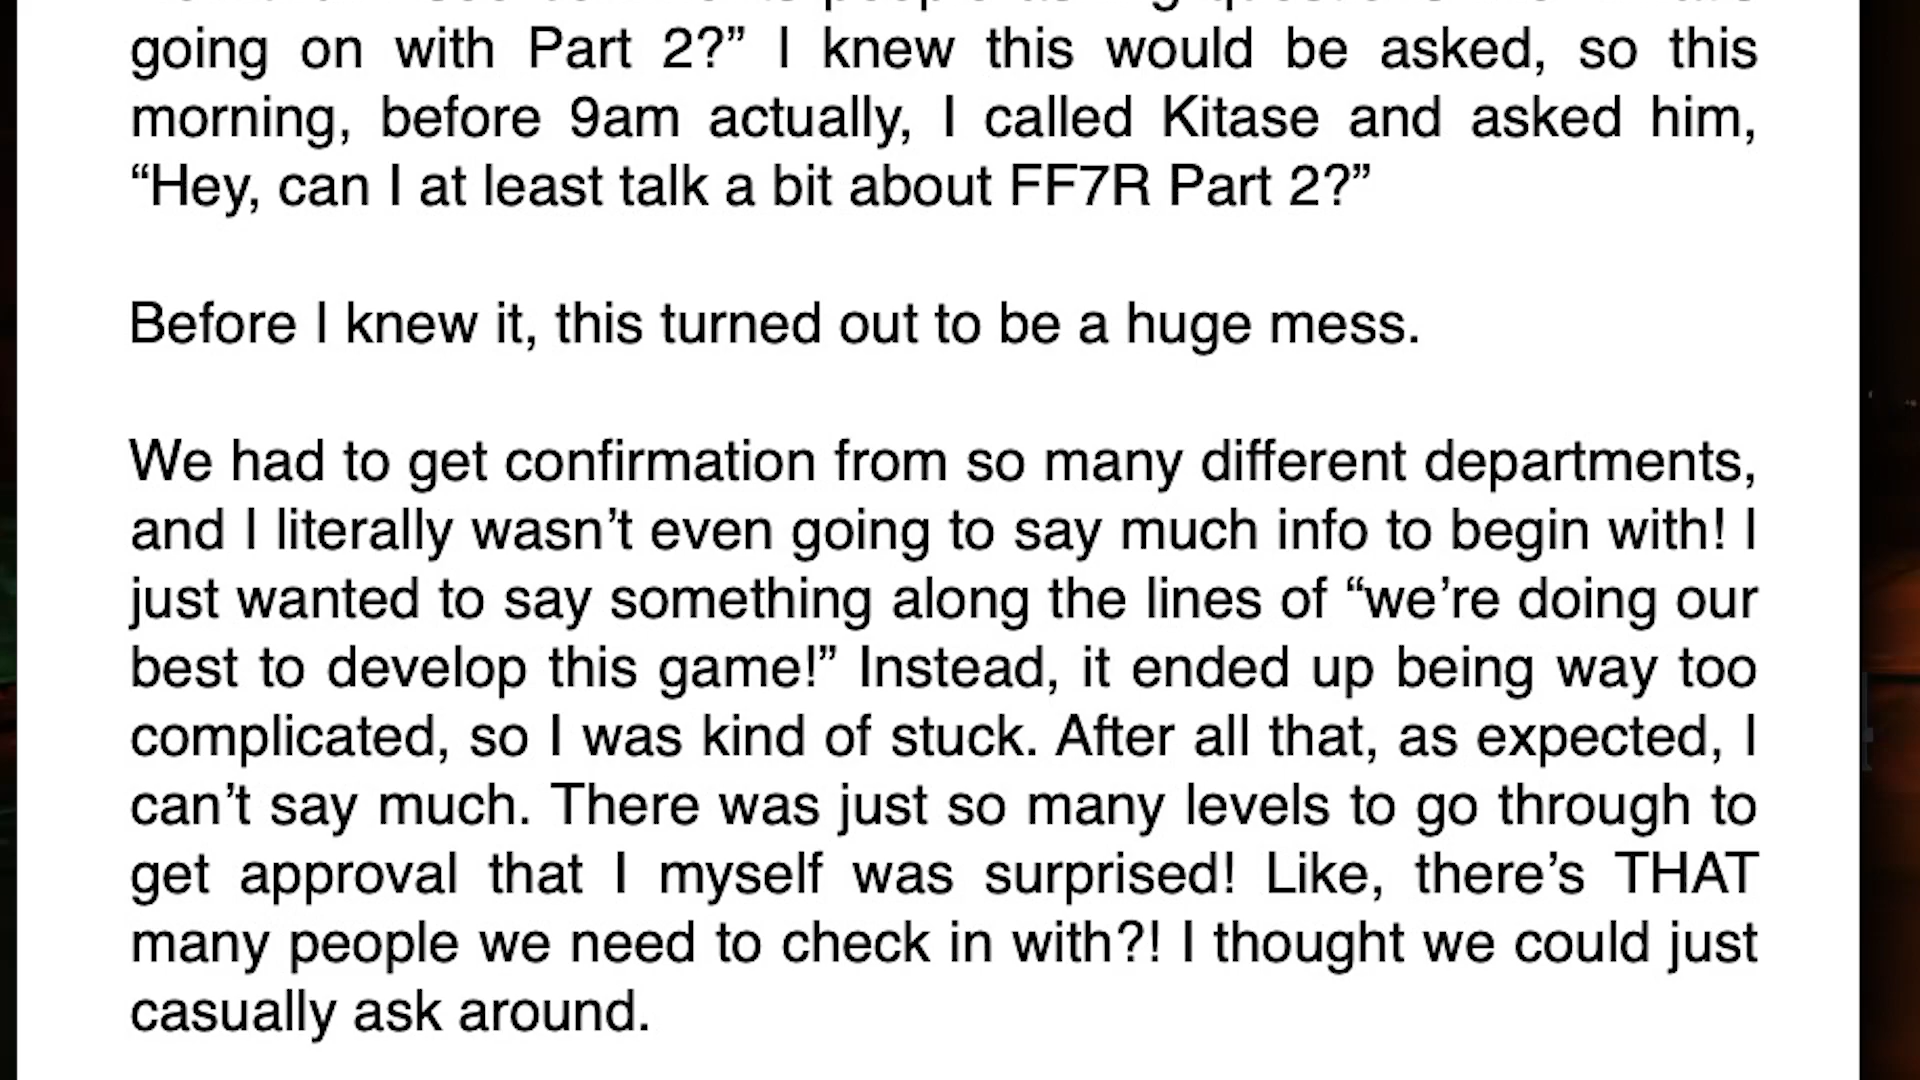 going on with Part 2?” I knew this would be asked, so this
morning, before 9am actually, I called Kitase and asked him,
“Hey, can I at least talk a bit about FF7R Part 2?”
Before I knew it, this turned out to be a huge mess.
We had to get confirmation from so many different departments,
and I literally wasn’t even going to say much info to begin with! I
just wanted to say something along the lines of “we’re doing our
best to develop this game!” Instead, it ended up being way too
complicated, so I was kind of stuck. After all that, as expected, I
can’t say much. There was just so many levels to go through to
get approval that I myself was surprised! Like, there’s THAT
many people we need to check in with?! I thought we could just
casually ask around.